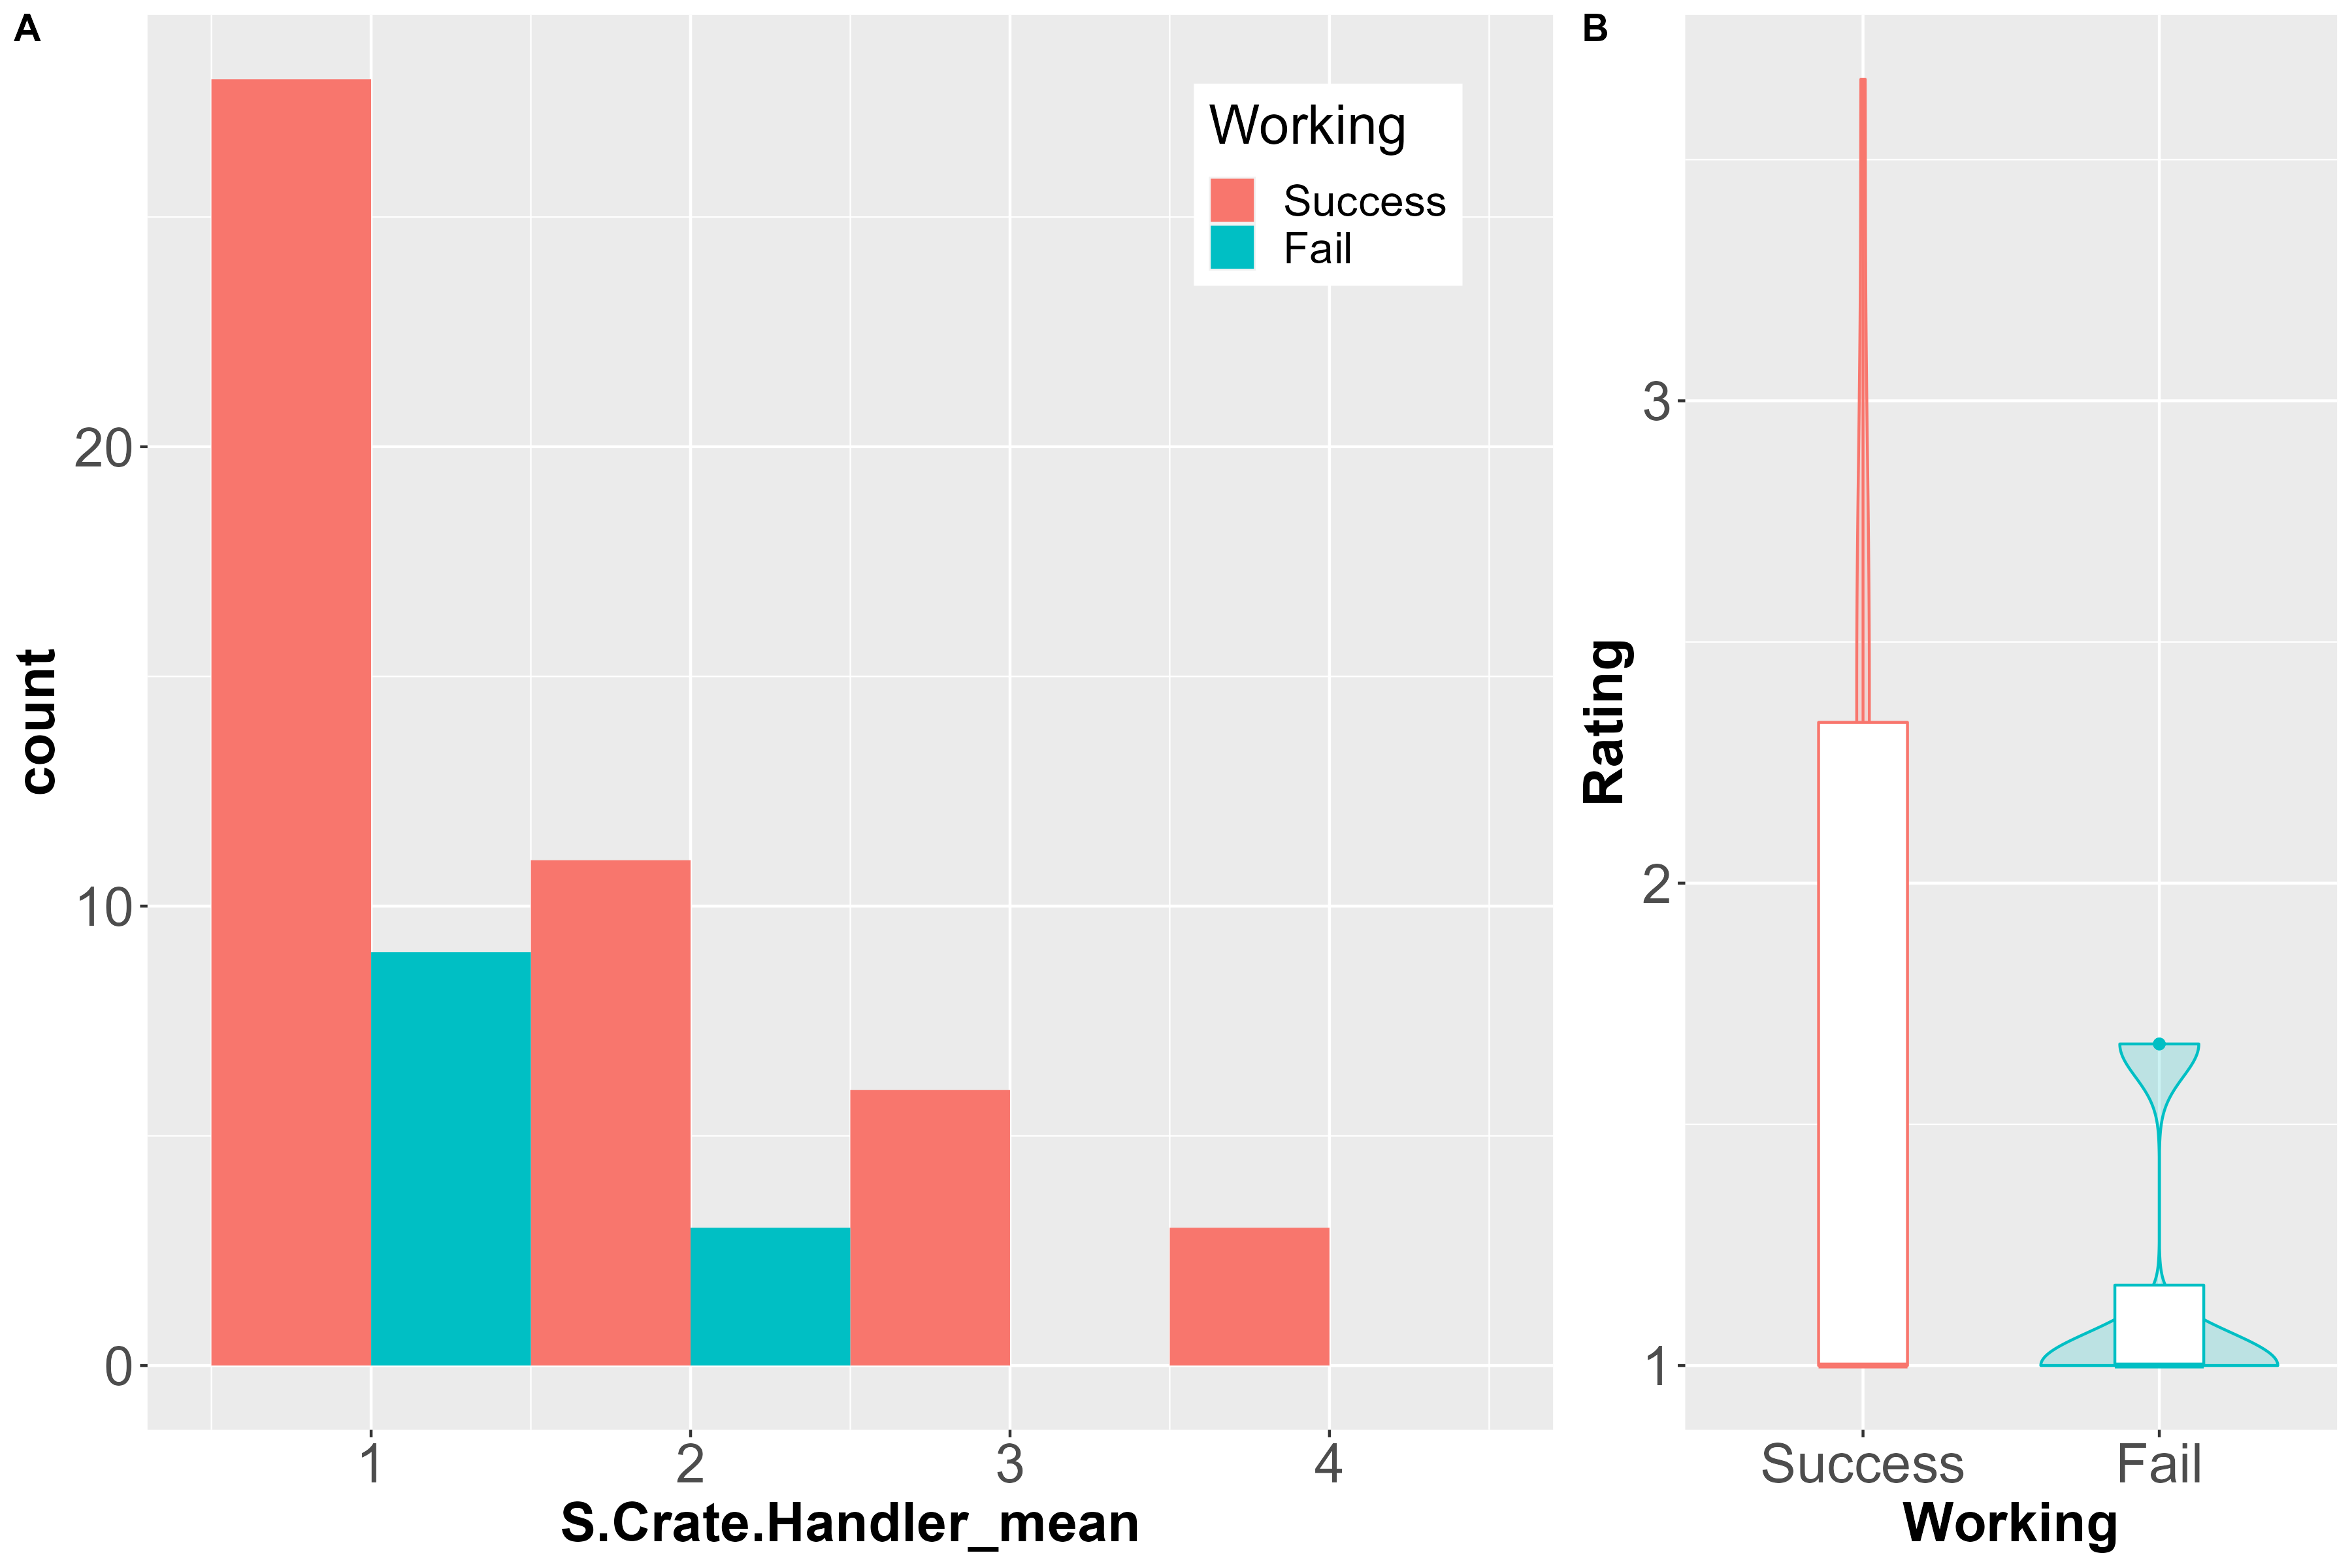 A
count
20
10
0
Working
Success
Fail
1 2 3 4
S.Crate.Handler_mean
B
Rating
3
2
1
Success Fail
Working